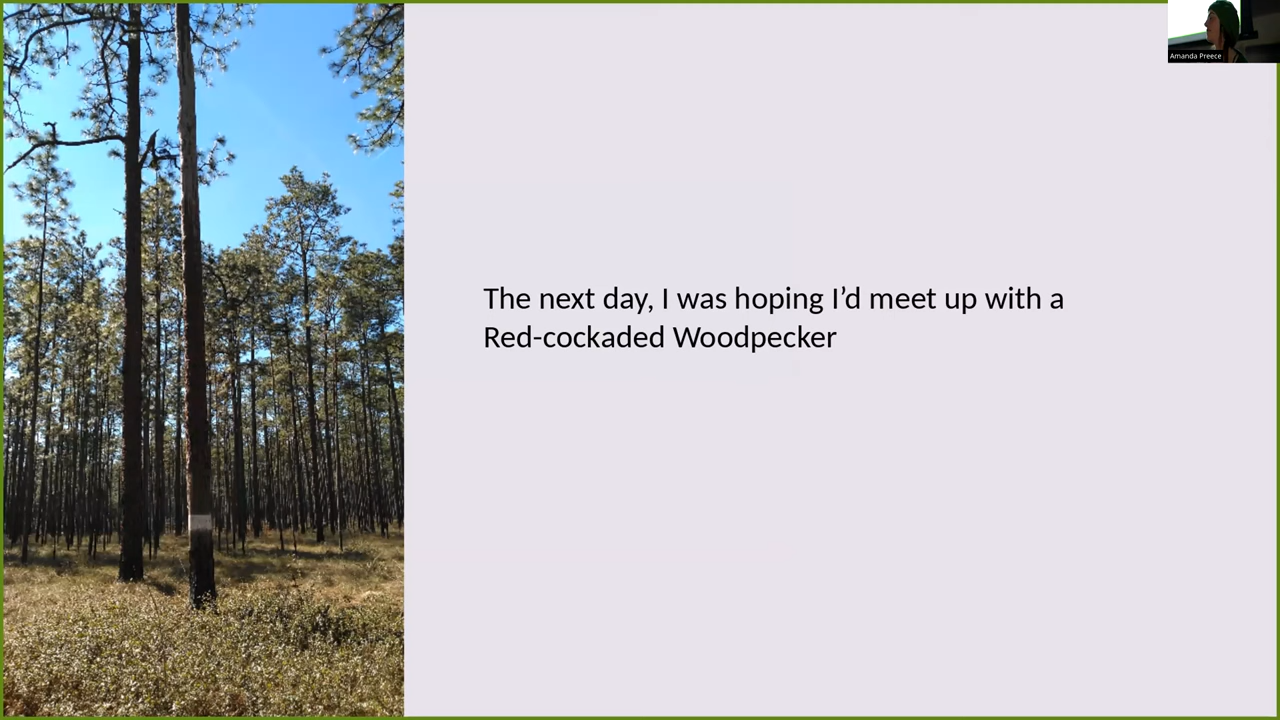 Amanda Preece
The next day, I was hoping I’d meet up with a
Red-cockaded Woodpecker